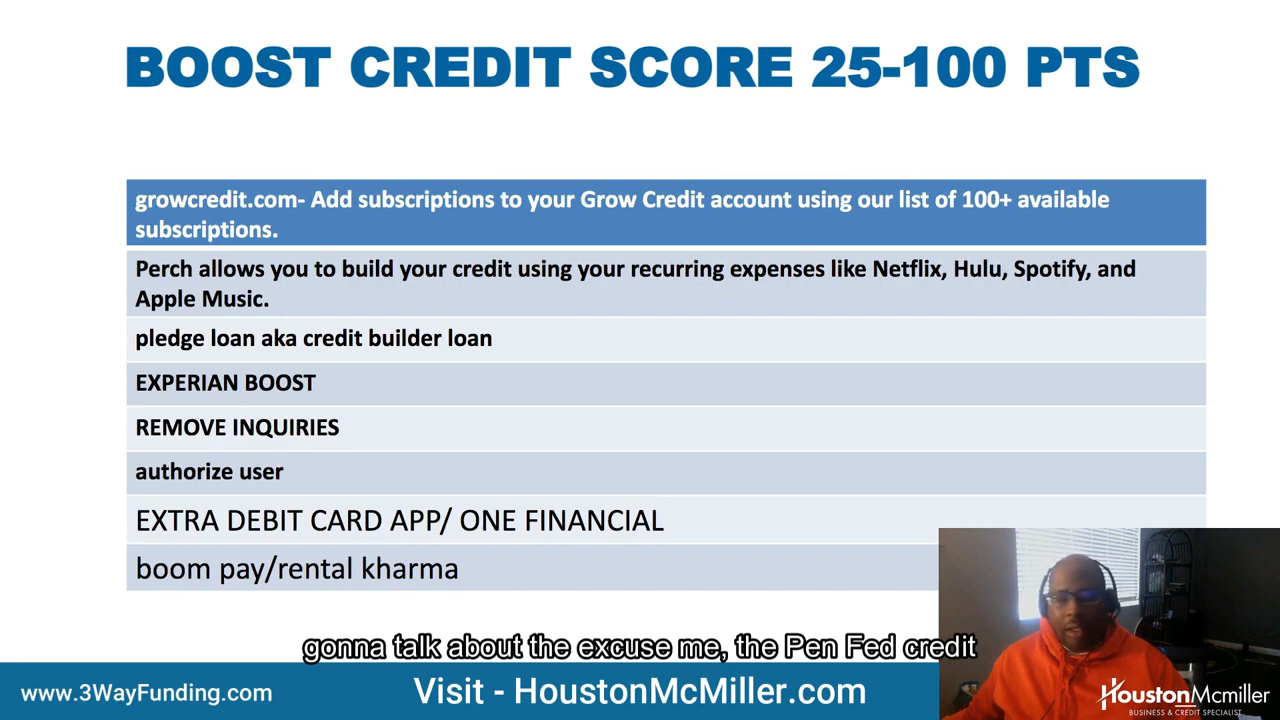 BOOST CREDIT SCORE 25-100 PTS
growcredit.com- Add subscriptions to your Grow Credit account using our list of 100+ available
subscriptions.
Perch allows you to build your credit using your recurring expenses like Netflix, Hulu, Spotify, and
Apple Music.
pledge loan aka credit builder loan
EXPERIAN BOOST
REMOVE INQUIRIES
authorize user
EXTRA DEBIT CARD APP/ ONE FINANCIAL
boom pay/rental kharma
gonna talk about the excuse me, the Pen Fed credit
www.3WayFunding.com
Visit - HoustonMcMiller.com
HoustonMcmiller
BUSINESS & CREDIT SPECIALIST